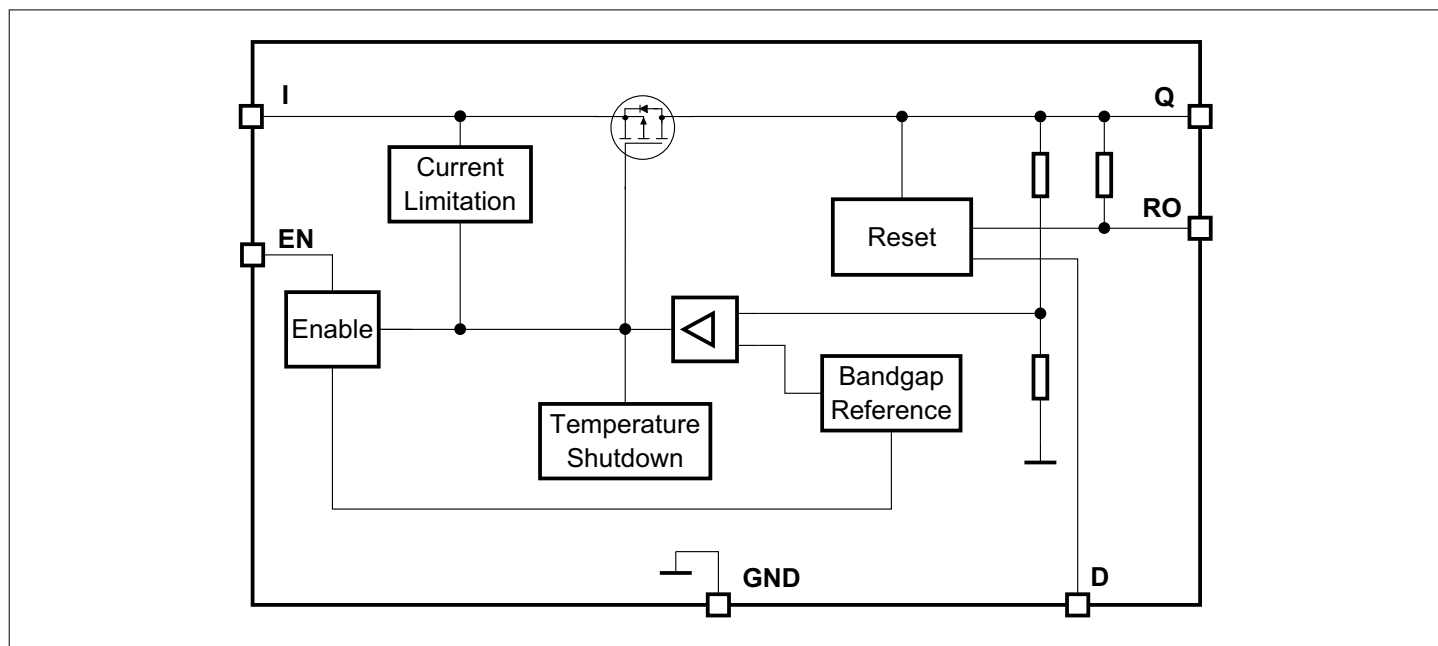 I
Q
Current
Limitation
RO
EN
Reset
Enable
Bandgap
Reference
Temperature
Shutdown
GND
D